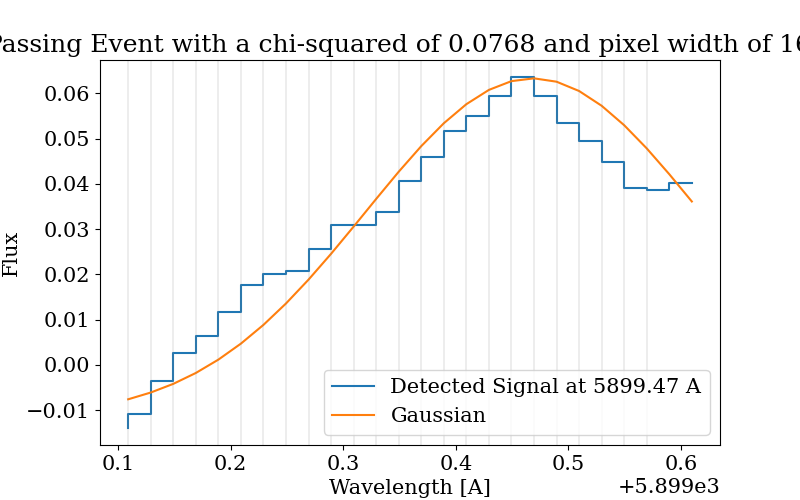 Passing Event with a chi-squared of 0.0768 and pixel width of 16
0.06
0.05
0.04
0.03
0.02
0.01
0.00
−0.01
Flux
Detected Signal at 5899.47 A
Gaussian
0.1 0.2 0.3 0.4 0.5 0.6
Wavelength [A]
+5.899e3